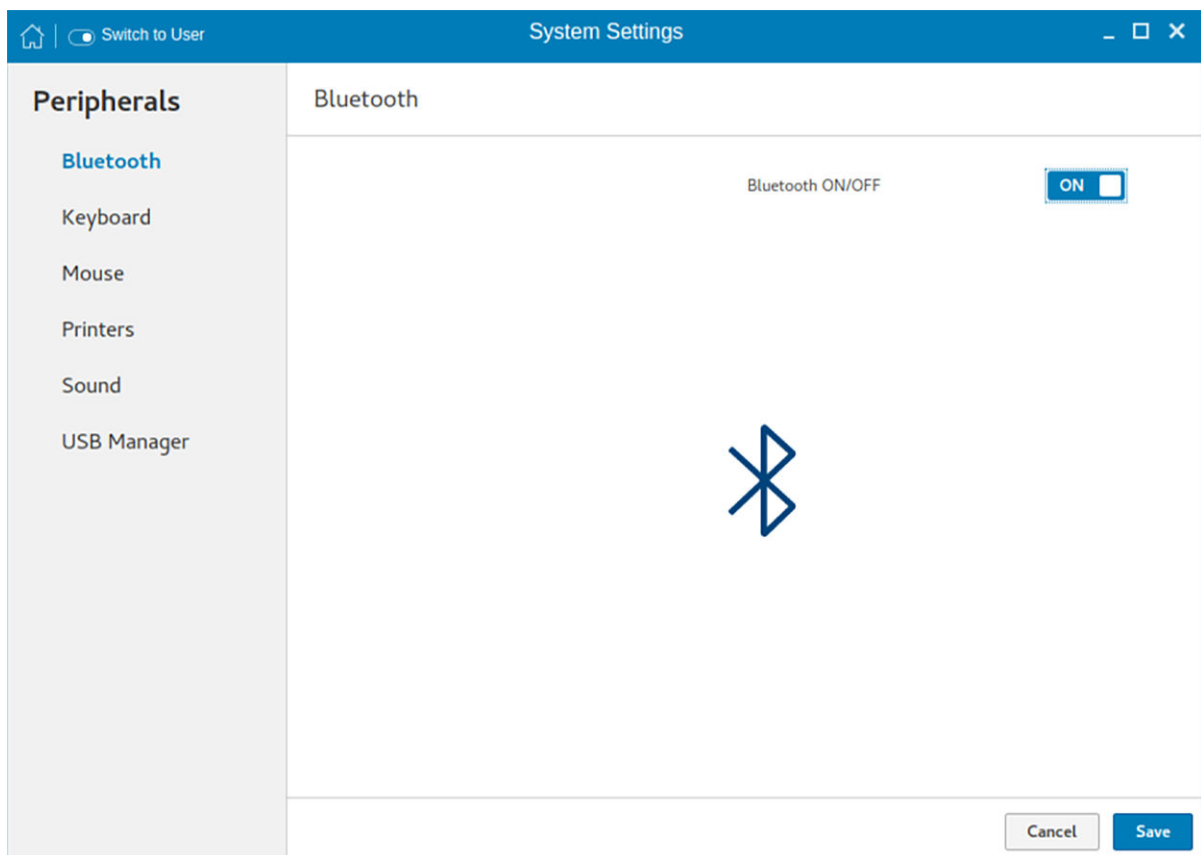 Switch to User
System Settings
Peripherals
Bluetooth
Keyboard
Mouse
Printers
Sound
USB Manager
Bluetooth
Bluetooth ON/OFF
ON
Cancel
Save